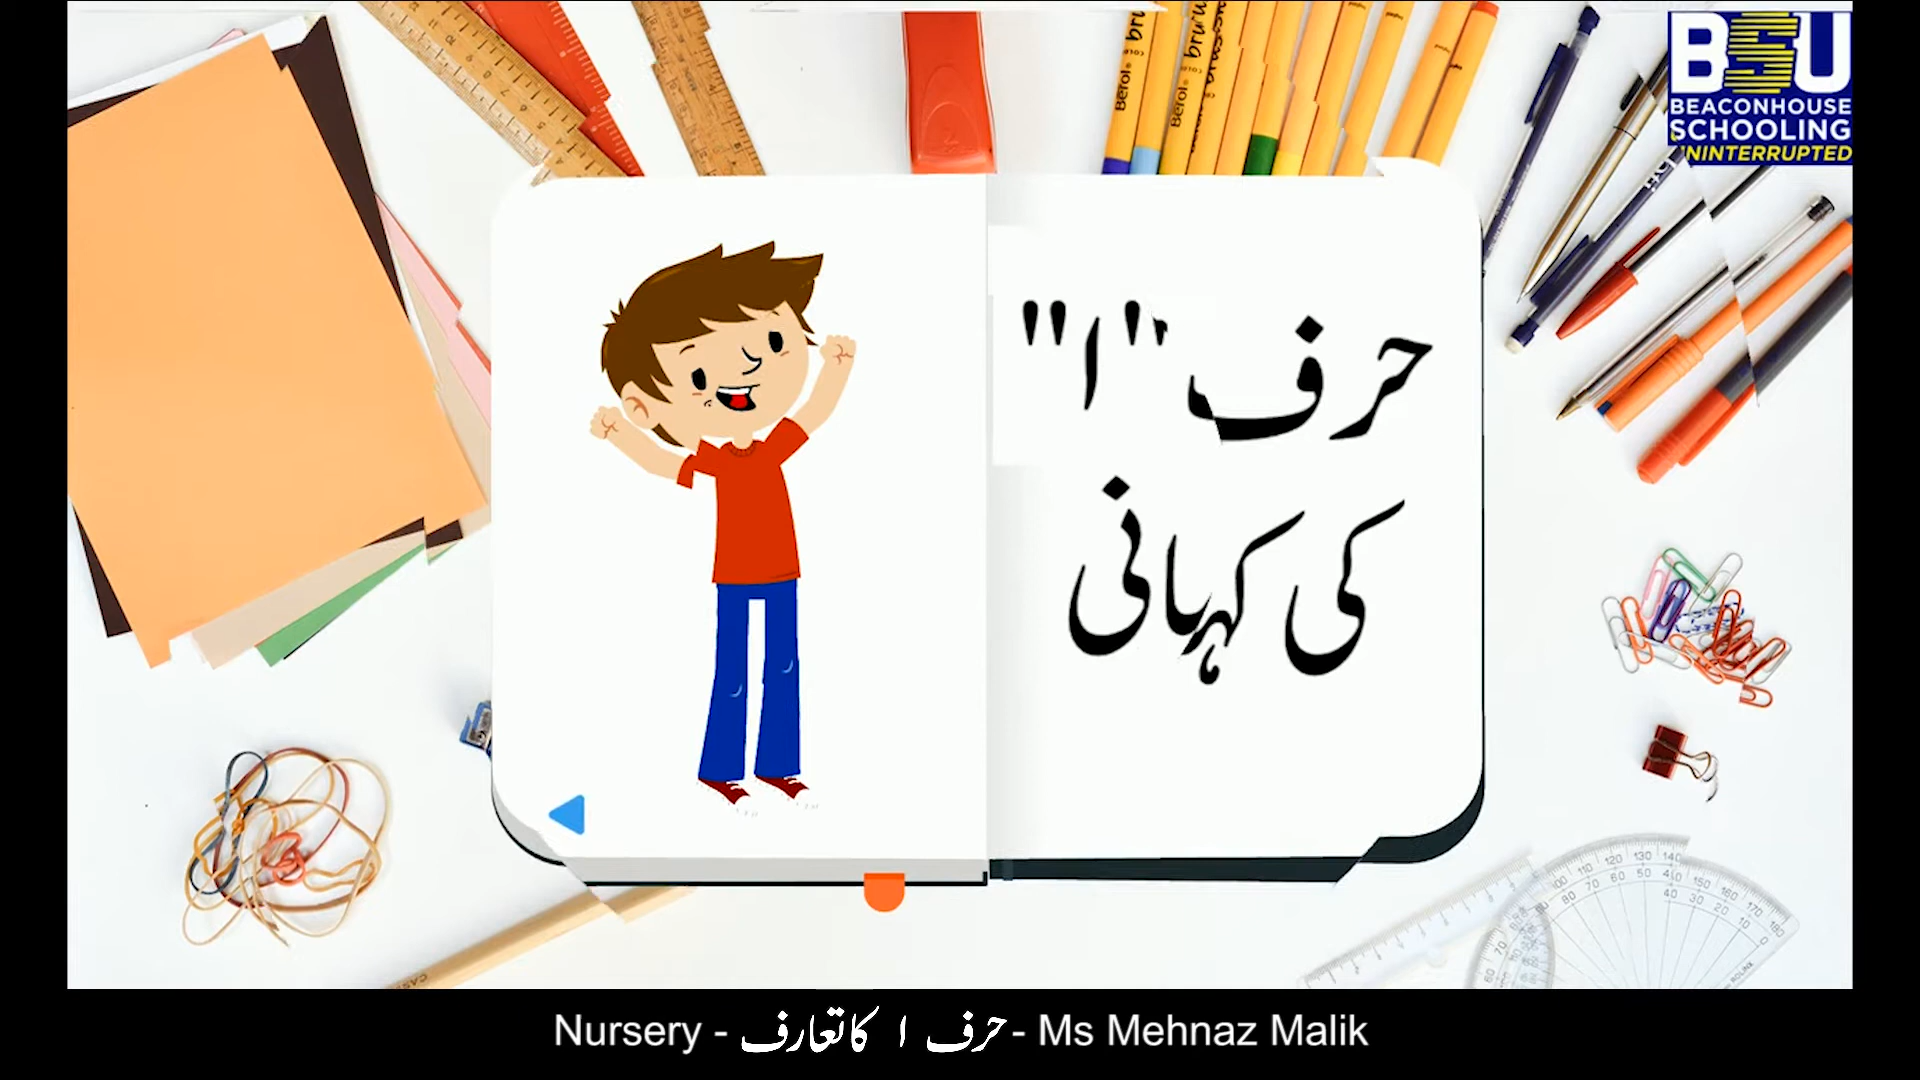 BSU
BEACONHOUSE
SCHOOLING
UNINTERRUPTED
حرف "ا"
کی کہانی
Nursery - حرف ا کا تعارف - Ms Mehnaz Malik